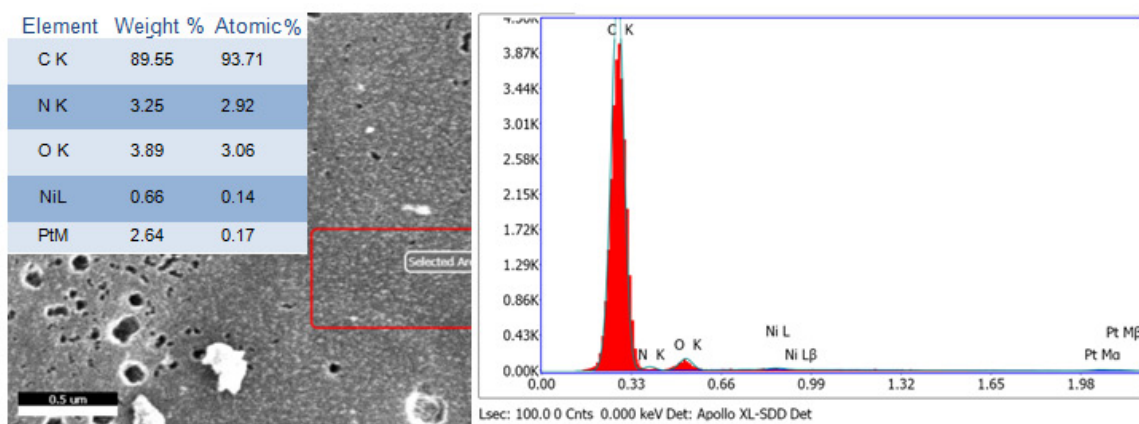 Element Weight % Atomic %
C K 89.55 93.71
N K 3.25 2.92
O K 3.89 3.06
NiL 0.66 0.14
PtM 2.64 0.17
Selected
0.5 um
C K
3.87K
3.44K
3.01K
2.58K
2.15K
1.72K
1.29K
0.86K
0.43K
0.00K
N K
O K
Ni L
Ni Lβ
Pt Mβ
Pt Mα
0.00 0.33 0.66 0.99 1.32 1.65 1.98
Lsec: 100.0 0 Cnts 0.000 keV Det: Apollo XL-SDD Det